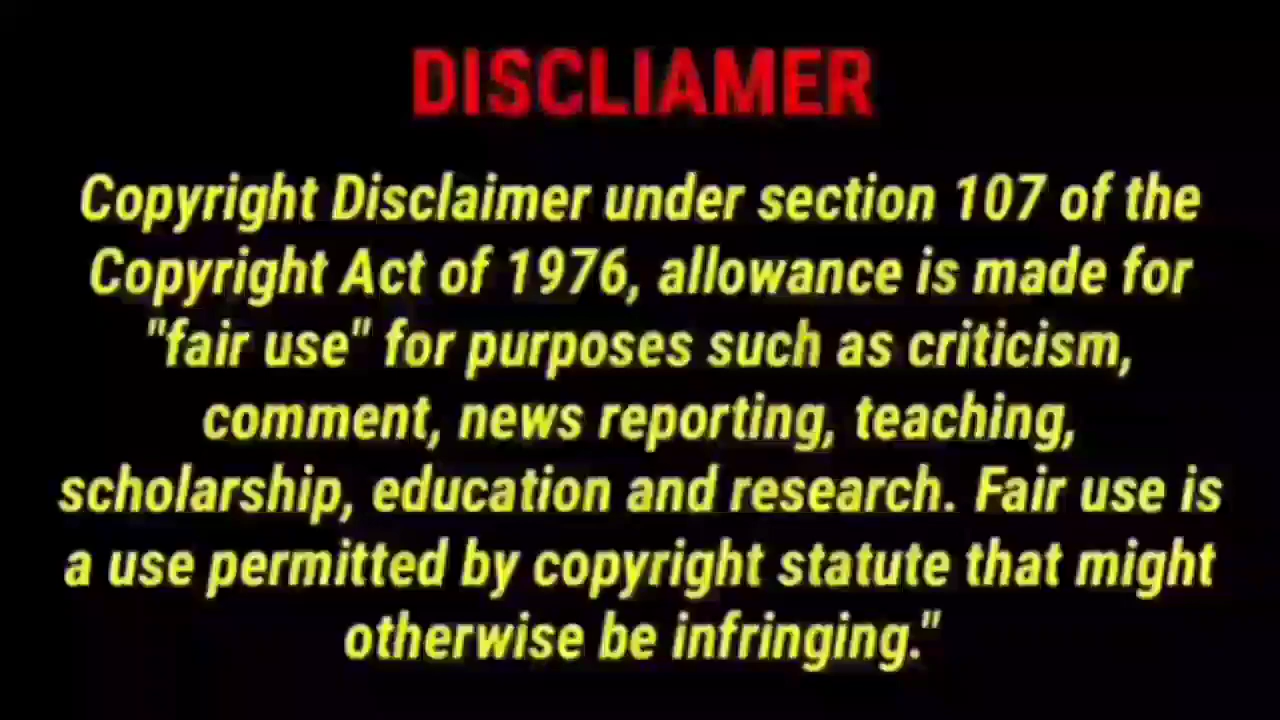 DISCLIAMER
Copyright Disclaimer under section 107 of the
Copyright Act of 1976, allowance is made for
"fair use" for purposes such as criticism,
comment, news reporting, teaching,
scholarship, education and research. Fair use is
a use permitted by copyright statute that might
otherwise be infringing."